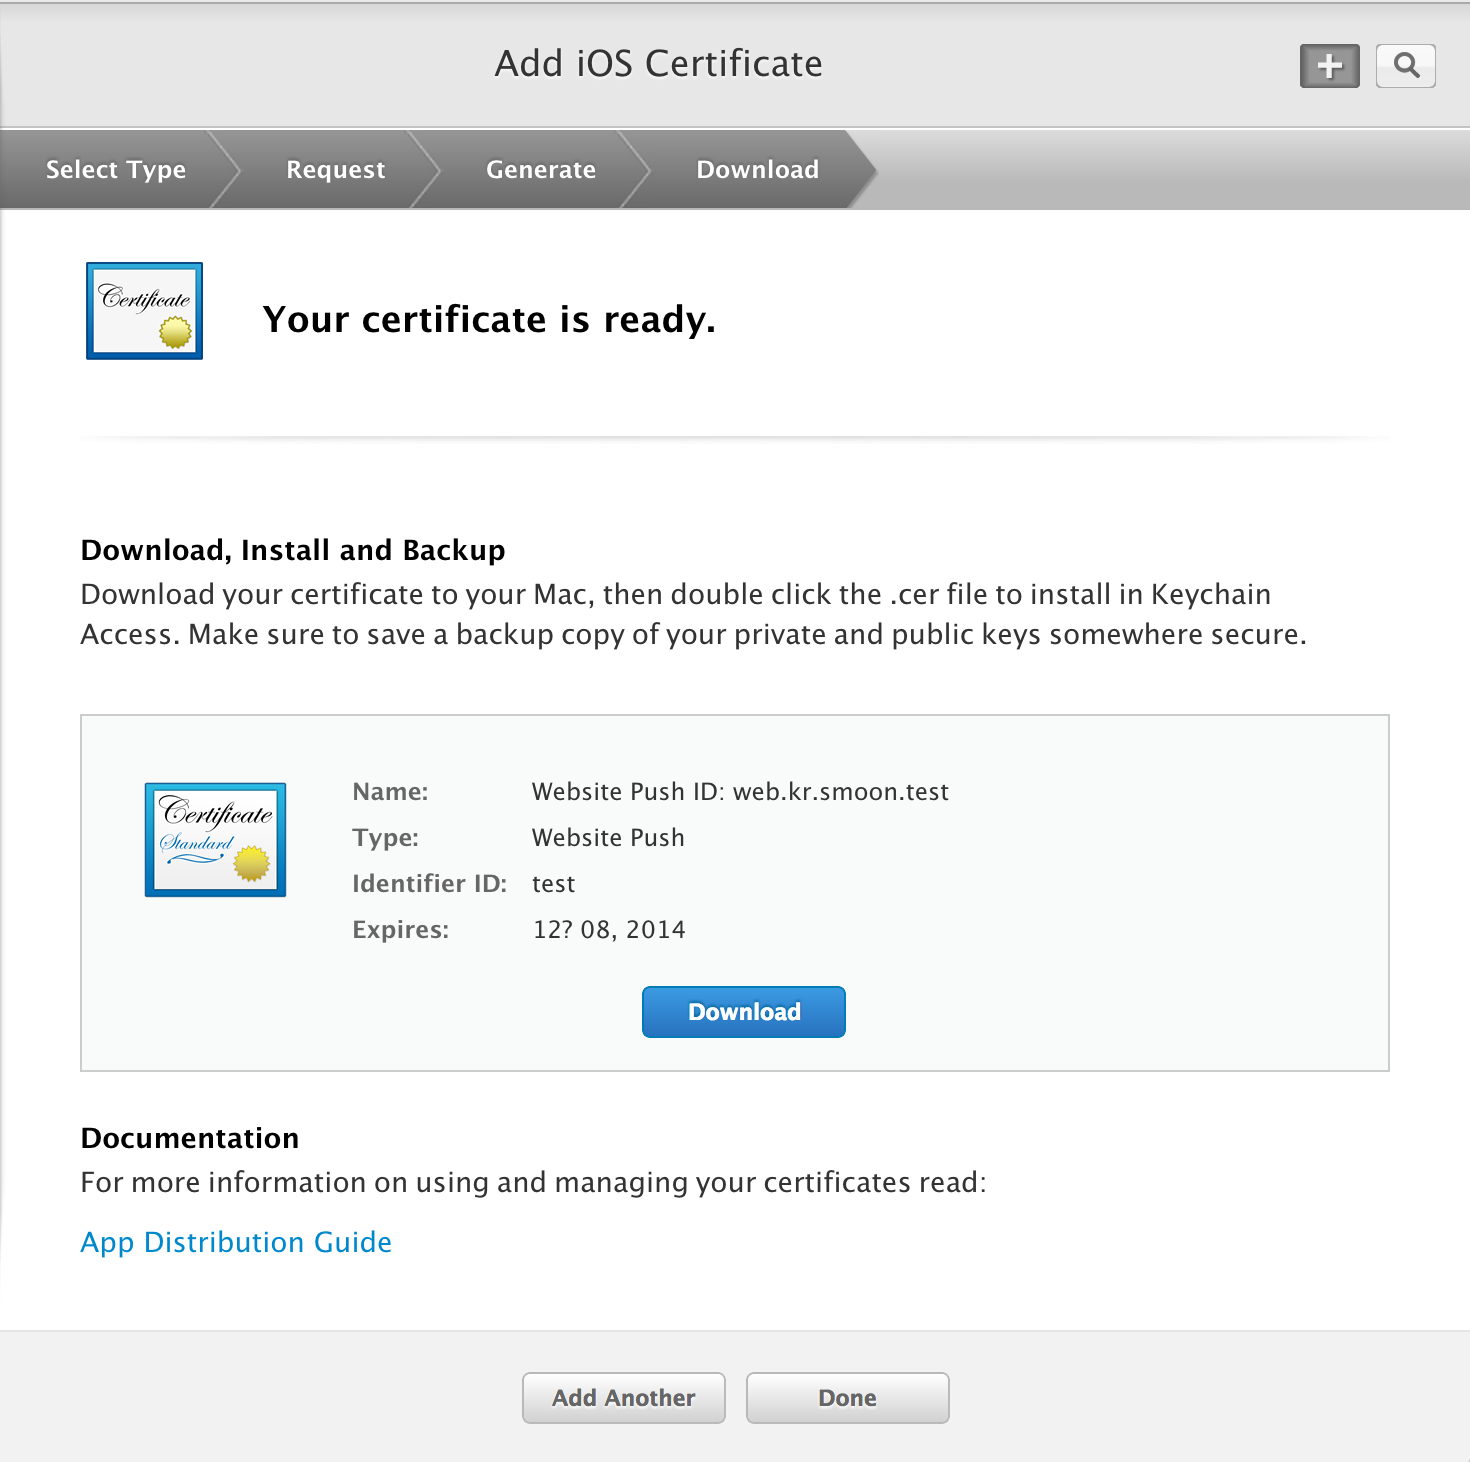 Add iOS Certificate
Select Type
Request
Generate
Download
Certificate
Your certificate is ready.
Download, Install and Backup
Download your certificate to your Mac, then double click the .cer file to install in Keychain
Access. Make sure to save a backup copy of your private and public keys somewhere secure.
Certificate
Standard
Name: Website Push ID: web.kr.smoon.test
Type: Website Push
Identifier ID: test
Expires: 12? 08, 2014
Download
Documentation
For more information on using and managing your certificates read:
App Distribution Guide
Add Another
Done